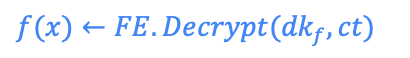 f(x) ← FE.Decrypt(dk_f, ct)